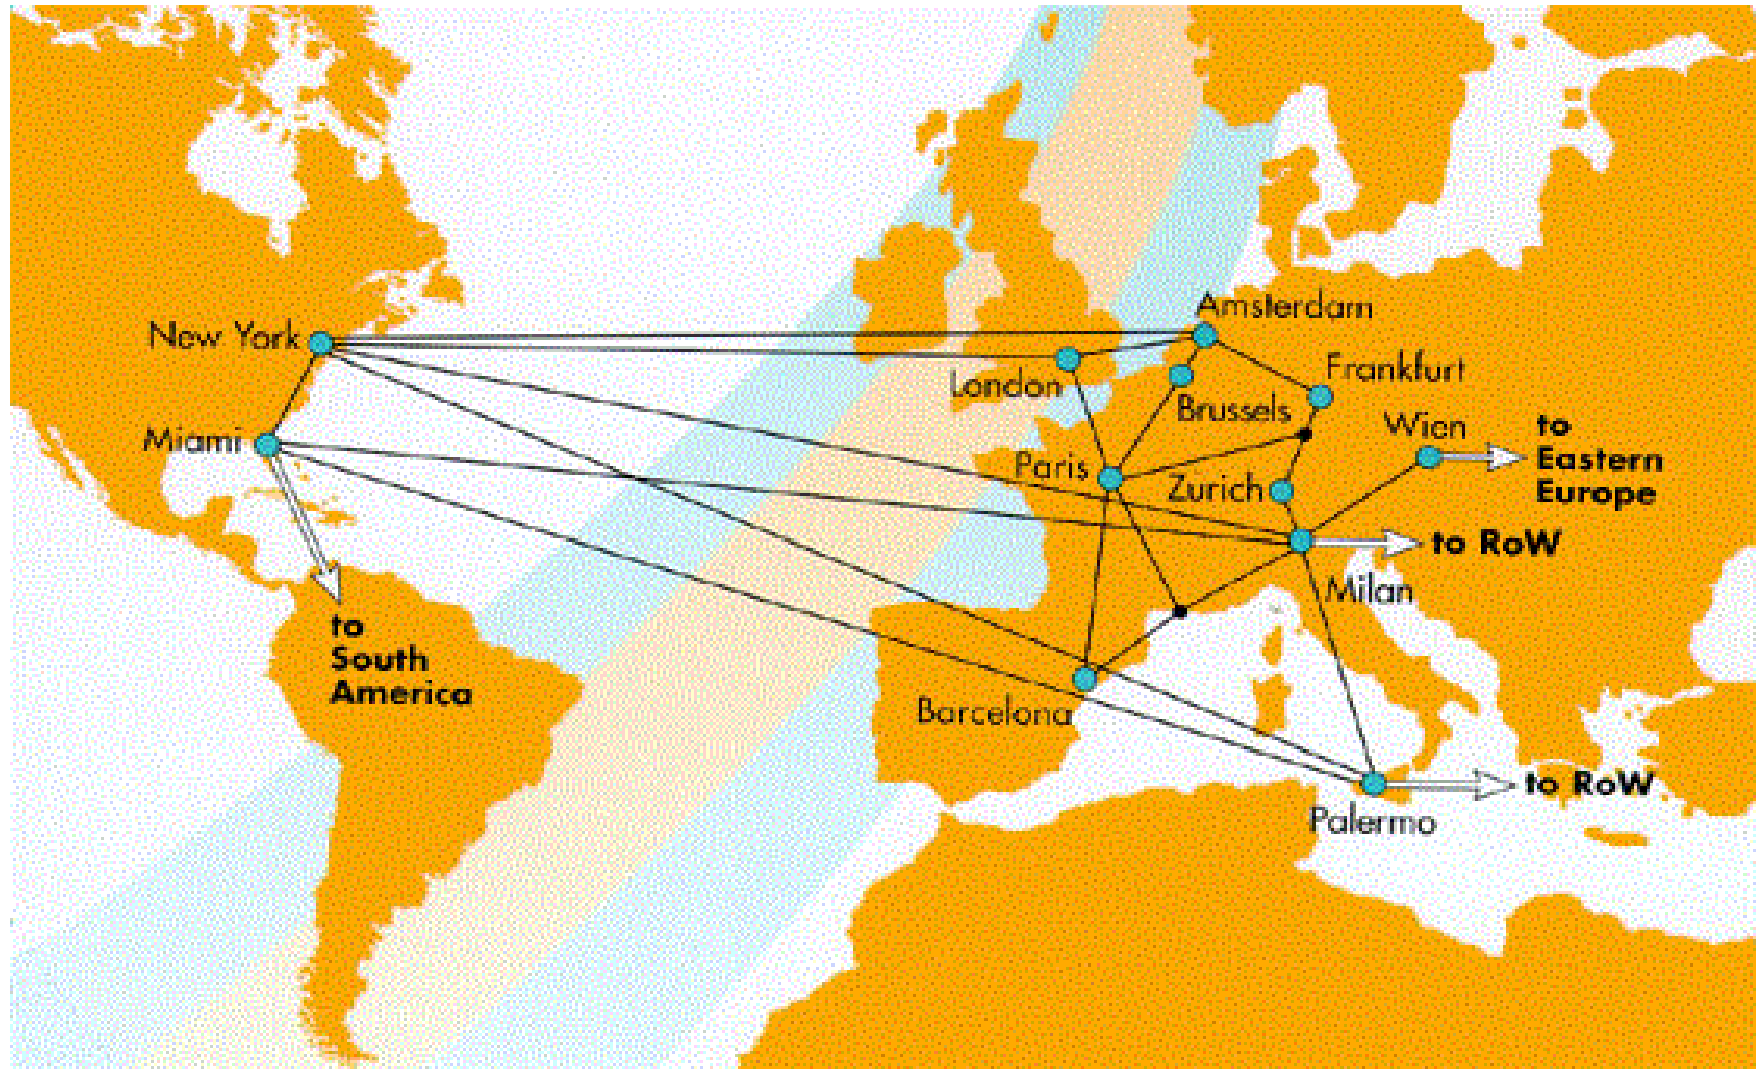 Amsterdam
New York
Frankfurt
London
Brussels
Wien
to
Eastern
Europe
Miami
Paris
Zurich
to RoW
Milan
to
South
America
Barcelona
to RoW
Palermo